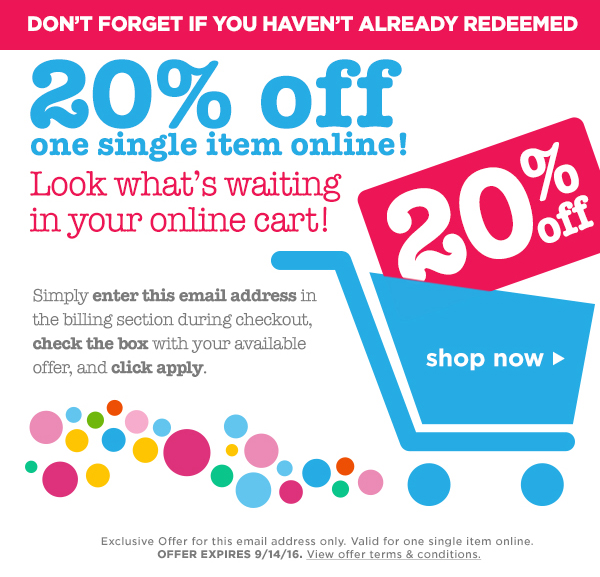 DON'T FORGET IF YOU HAVEN'T ALREADY REDEEMED
20% off
one single item online!
Look what's waiting
in your online cart!
20%
off
Simply enter this email address in
the billing section during checkout,
check the box with your available
offer, and click apply.
shop now ▸
Exclusive Offer for this email address only. Valid for one single item online.
OFFER EXPIRES 9/14/16. View offer terms & conditions.